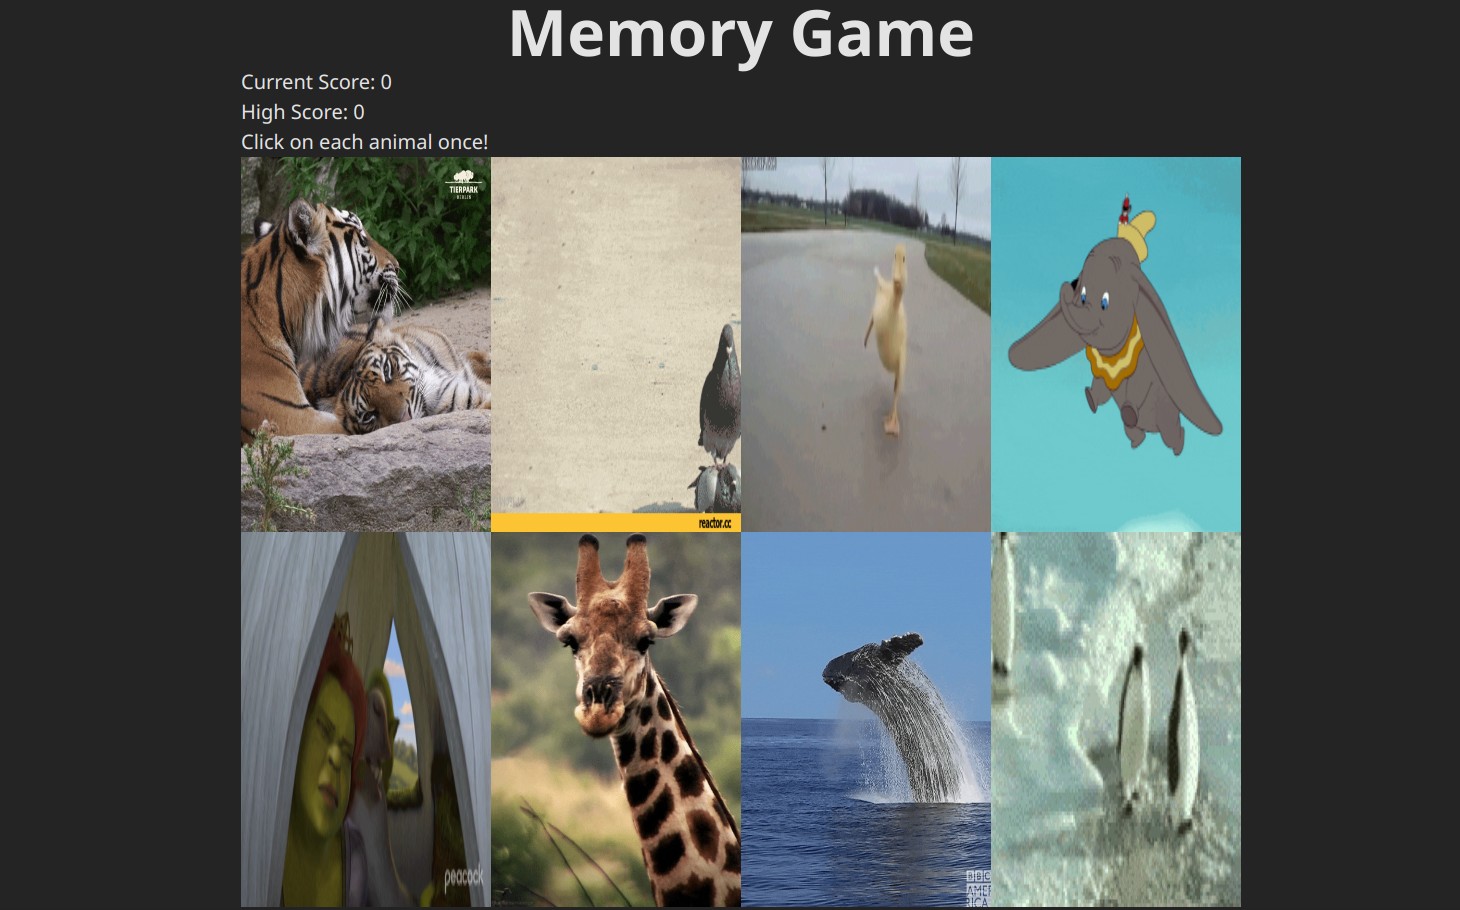 Memory Game
Current Score: 0
High Score: 0
Click on each animal once!
TIERPARK
BERLIN
reactor.cc
peacock
BBC
AMERICA